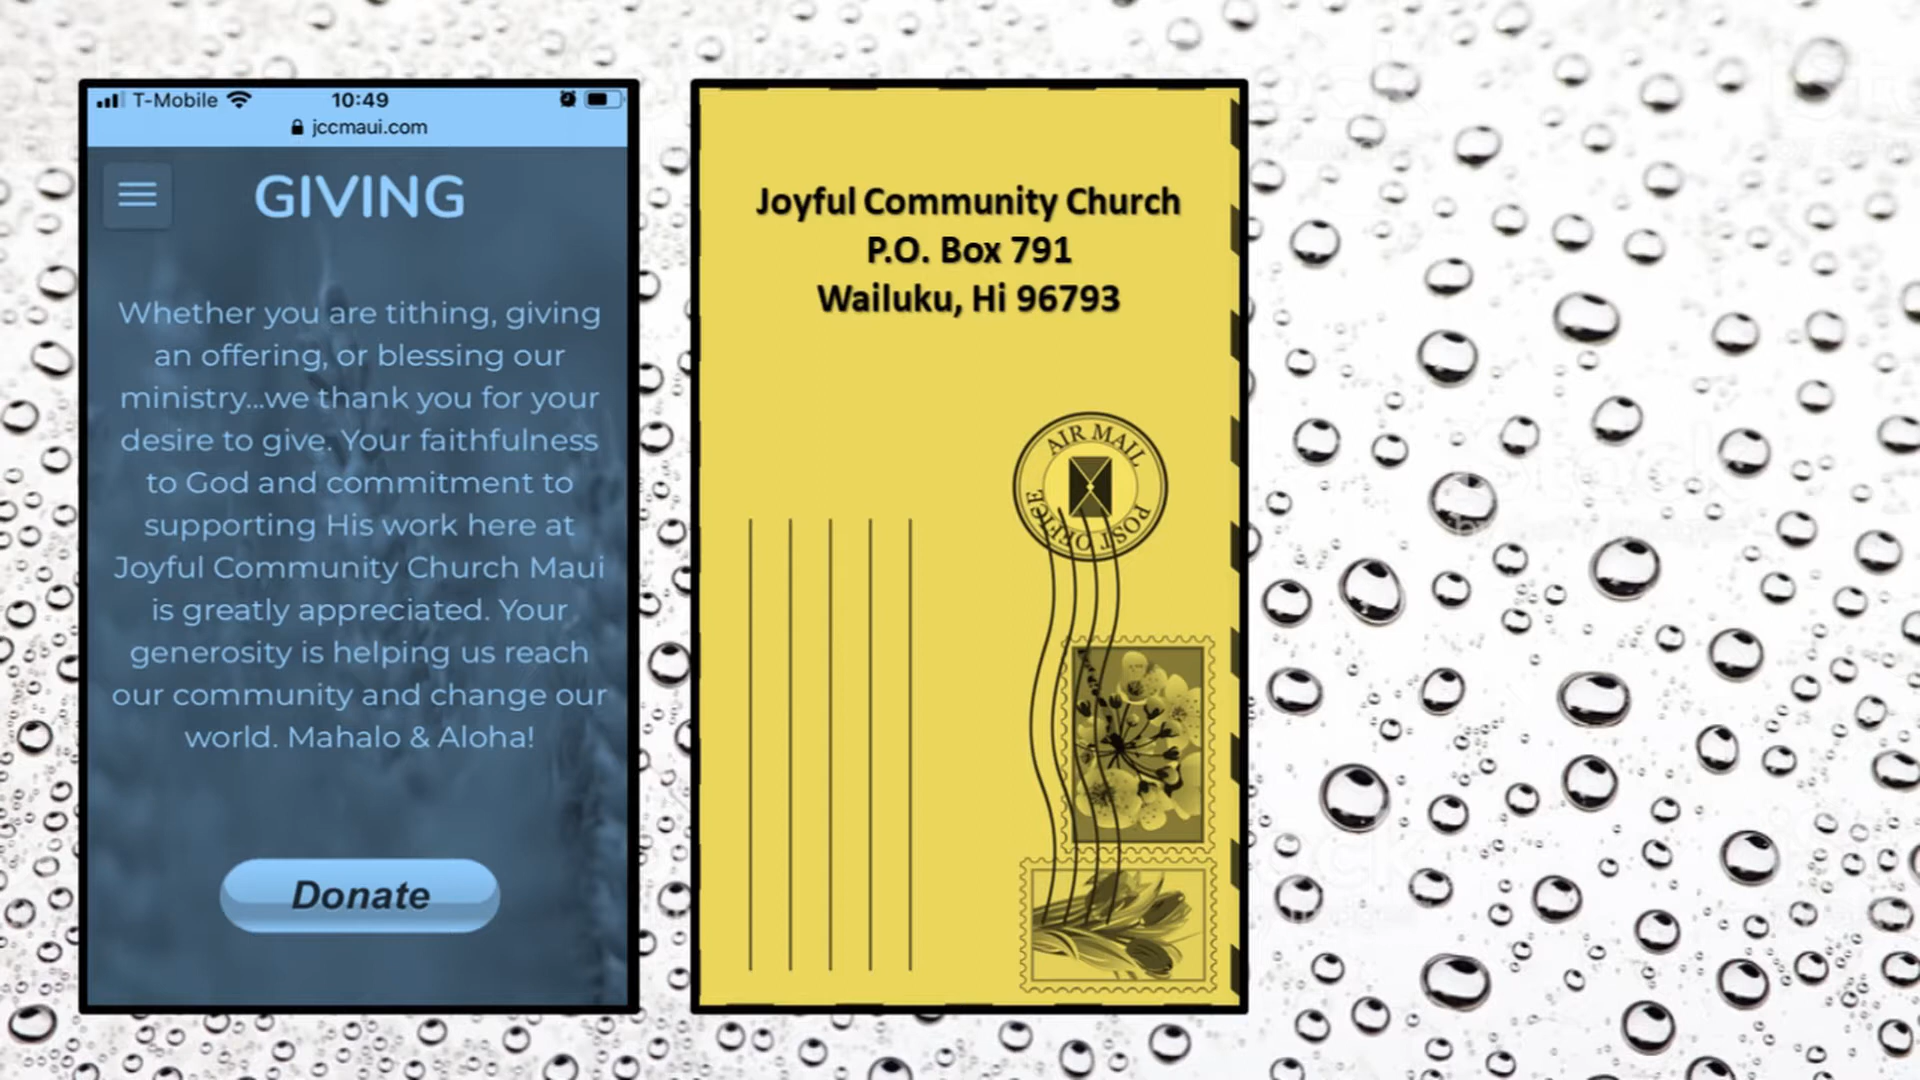 T-Mobile 10:49
jccmaui.com
GIVING
Whether you are tithing, giving
an offering, or blessing our
ministry...we thank you for your
desire to give. Your faithfulness
to God and commitment to
supporting His work here at
Joyful Community Church Maui
is greatly appreciated. Your
generosity is helping us reach
our community and change our
world. Mahalo & Aloha!
Donate
Joyful Community Church
P.O. Box 791
Wailuku, Hi 96793
AIR MAIL
POST OFFICE